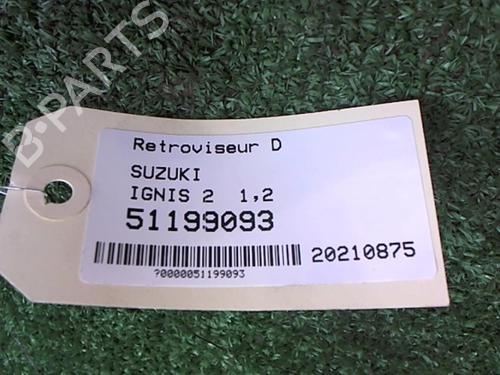 B-PARTS
Retroviseur D
SUZUKI
IGNIS 2 1,2
51199093
20210875
?0000051199093